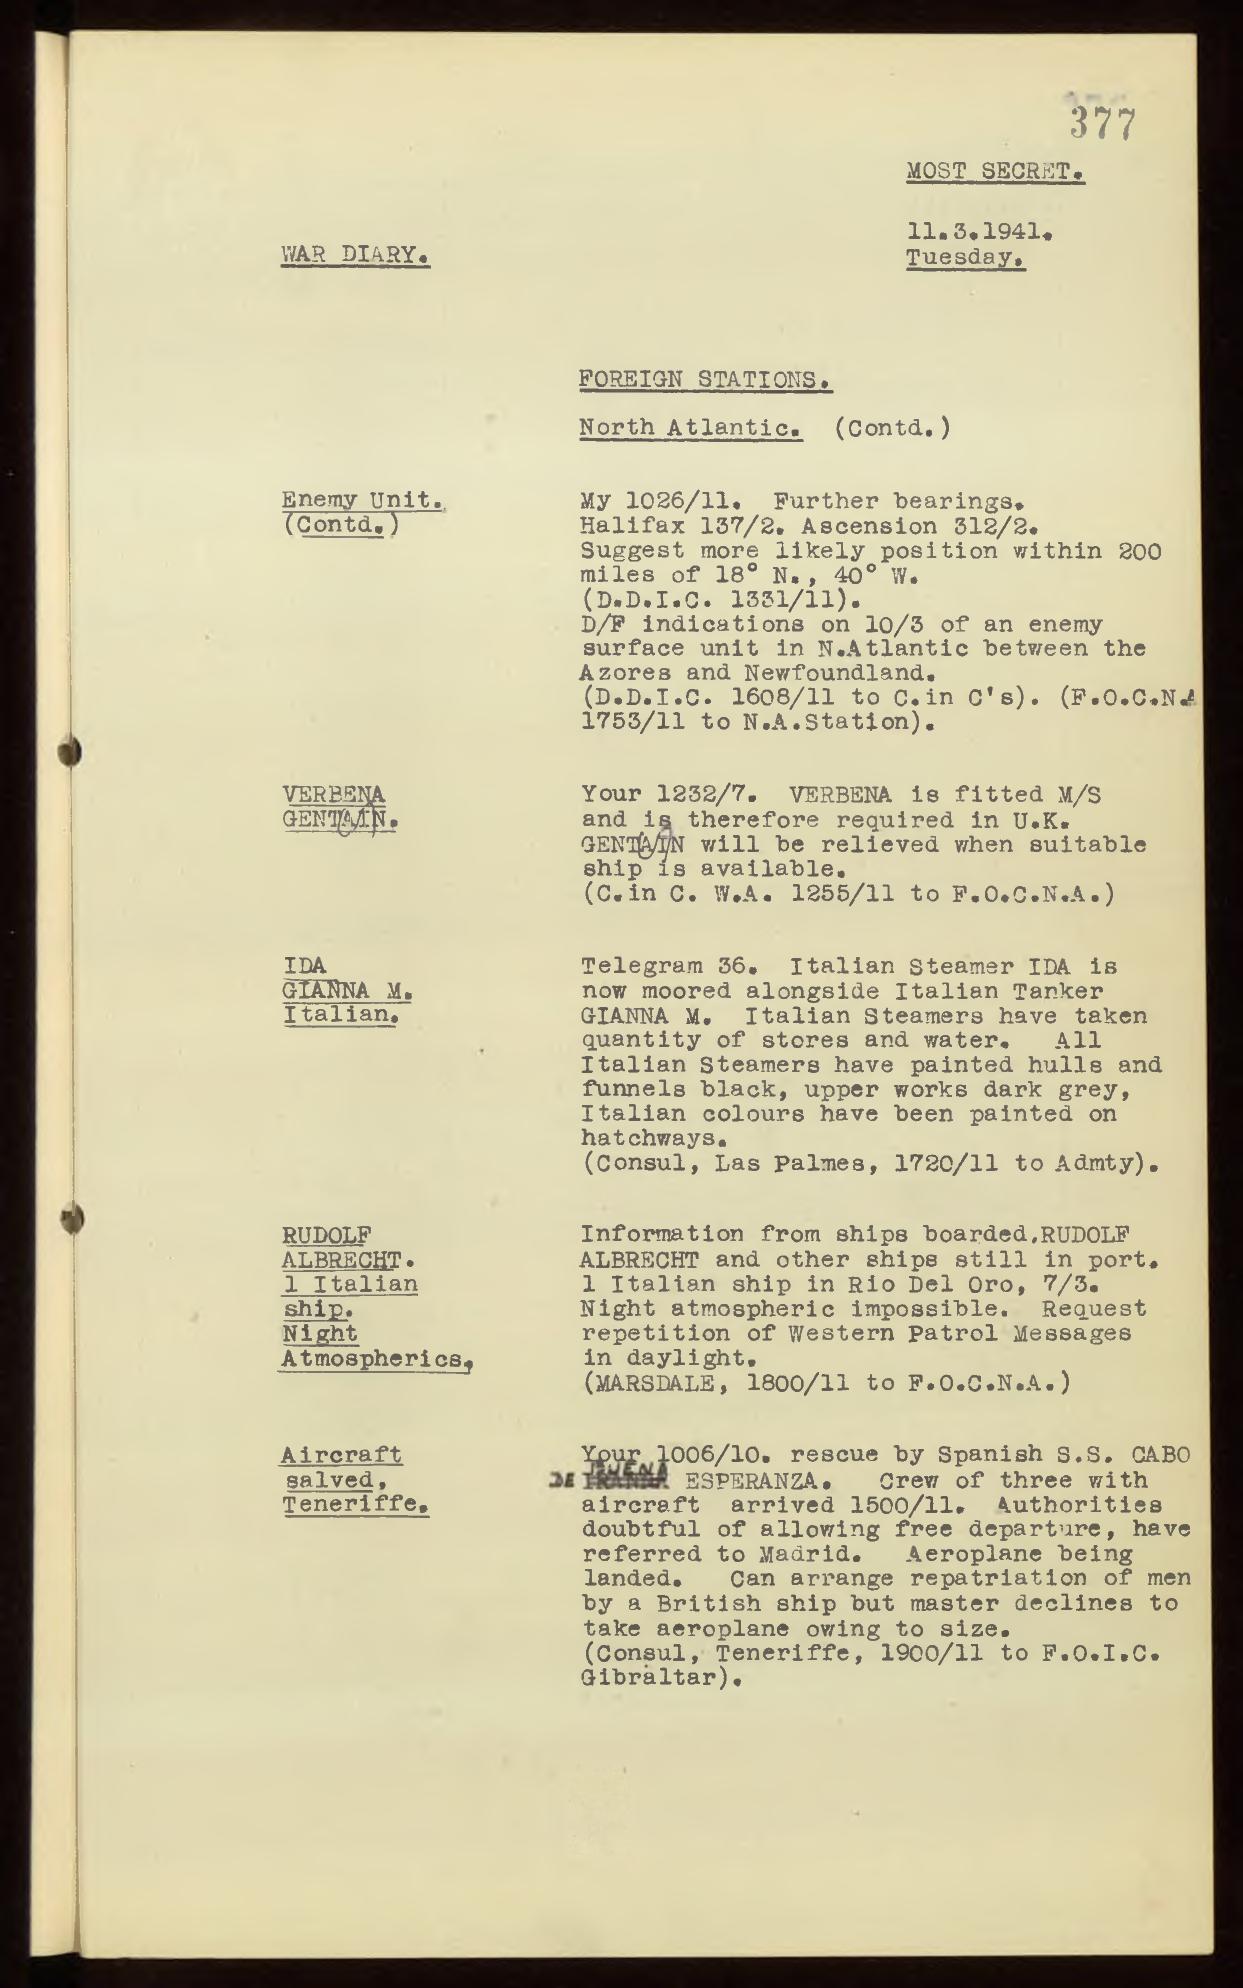 377
MOST SECRET.
11.3.1941.
Tuesday.
WAR DIARY.
FOREIGN STATIONS.
North Atlantic. (Contd.)
Enemy Unit.
(Contd.)
My 1026/11. Further bearings.
Halifax 137/2. Ascension 312/2.
Suggest more likely position within 200
miles of 18° N., 40° W.
(D.D.I.C. 1331/11).
D/F indications on 10/3 of an enemy
surface unit in N.Atlantic between the
Azores and Newfoundland.
(D.D.I.C. 1608/11 to C.in C's). (F.O.C.N.A
1753/11 to N.A.Station).
VERBENA
Your 1232/7. VERBENA is fitted M/S
and is therefore required in U.K.
will be relieved when suitable
ship is available.
(C.in C. W.A. 1255/11 to F.O.C.N.A.)
IDA
GIANNA M.
Italian.
Telegram 36. Italian Steamer IDA is
now moored alongside Italian Tanker
GIANNA M. Italian Steamers have taken
quantity of stores and water. All
Italian Steamers have painted hulls and
funnels black, upper works dark grey,
Italian colours have been painted on
hatchways.
(Consul, Las Palmes, 1720/11 to Admty).
RUDOLF
ALBRECHT.
1 Italian
ship.
Night
Atmospherics,
Information from ships boarded.RUDOLF
ALBRECHT and other ships still in port.
1 Italian ship in Rio Del Oro, 7/3.
Night atmospheric impossible. Request
repetition of Western Patrol Messages
in daylight.
(MARSDALE, 1800/11 to F.O.C.N.A.)
Aircraft
salved,
Teneriffe.
Your 1006/10. rescue by Spanish S.S. CABO
DE BUENA ESPERANZA. Crew of three with
aircraft arrived 1500/11. Authorities
doubtful of allowing free departure, have
referred to Madrid. Aeroplane being
landed. Can arrange repatriation of men
by a British ship but master declines to
take aeroplane owing to size.
(Consul, Teneriffe, 1900/11 to F.O.I.C.
Gibraltar).